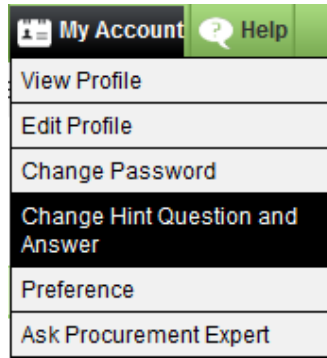 My Account Help
View Profile
Edit Profile
Change Password
Change Hint Question and
Answer
Preference
Ask Procurement Expert